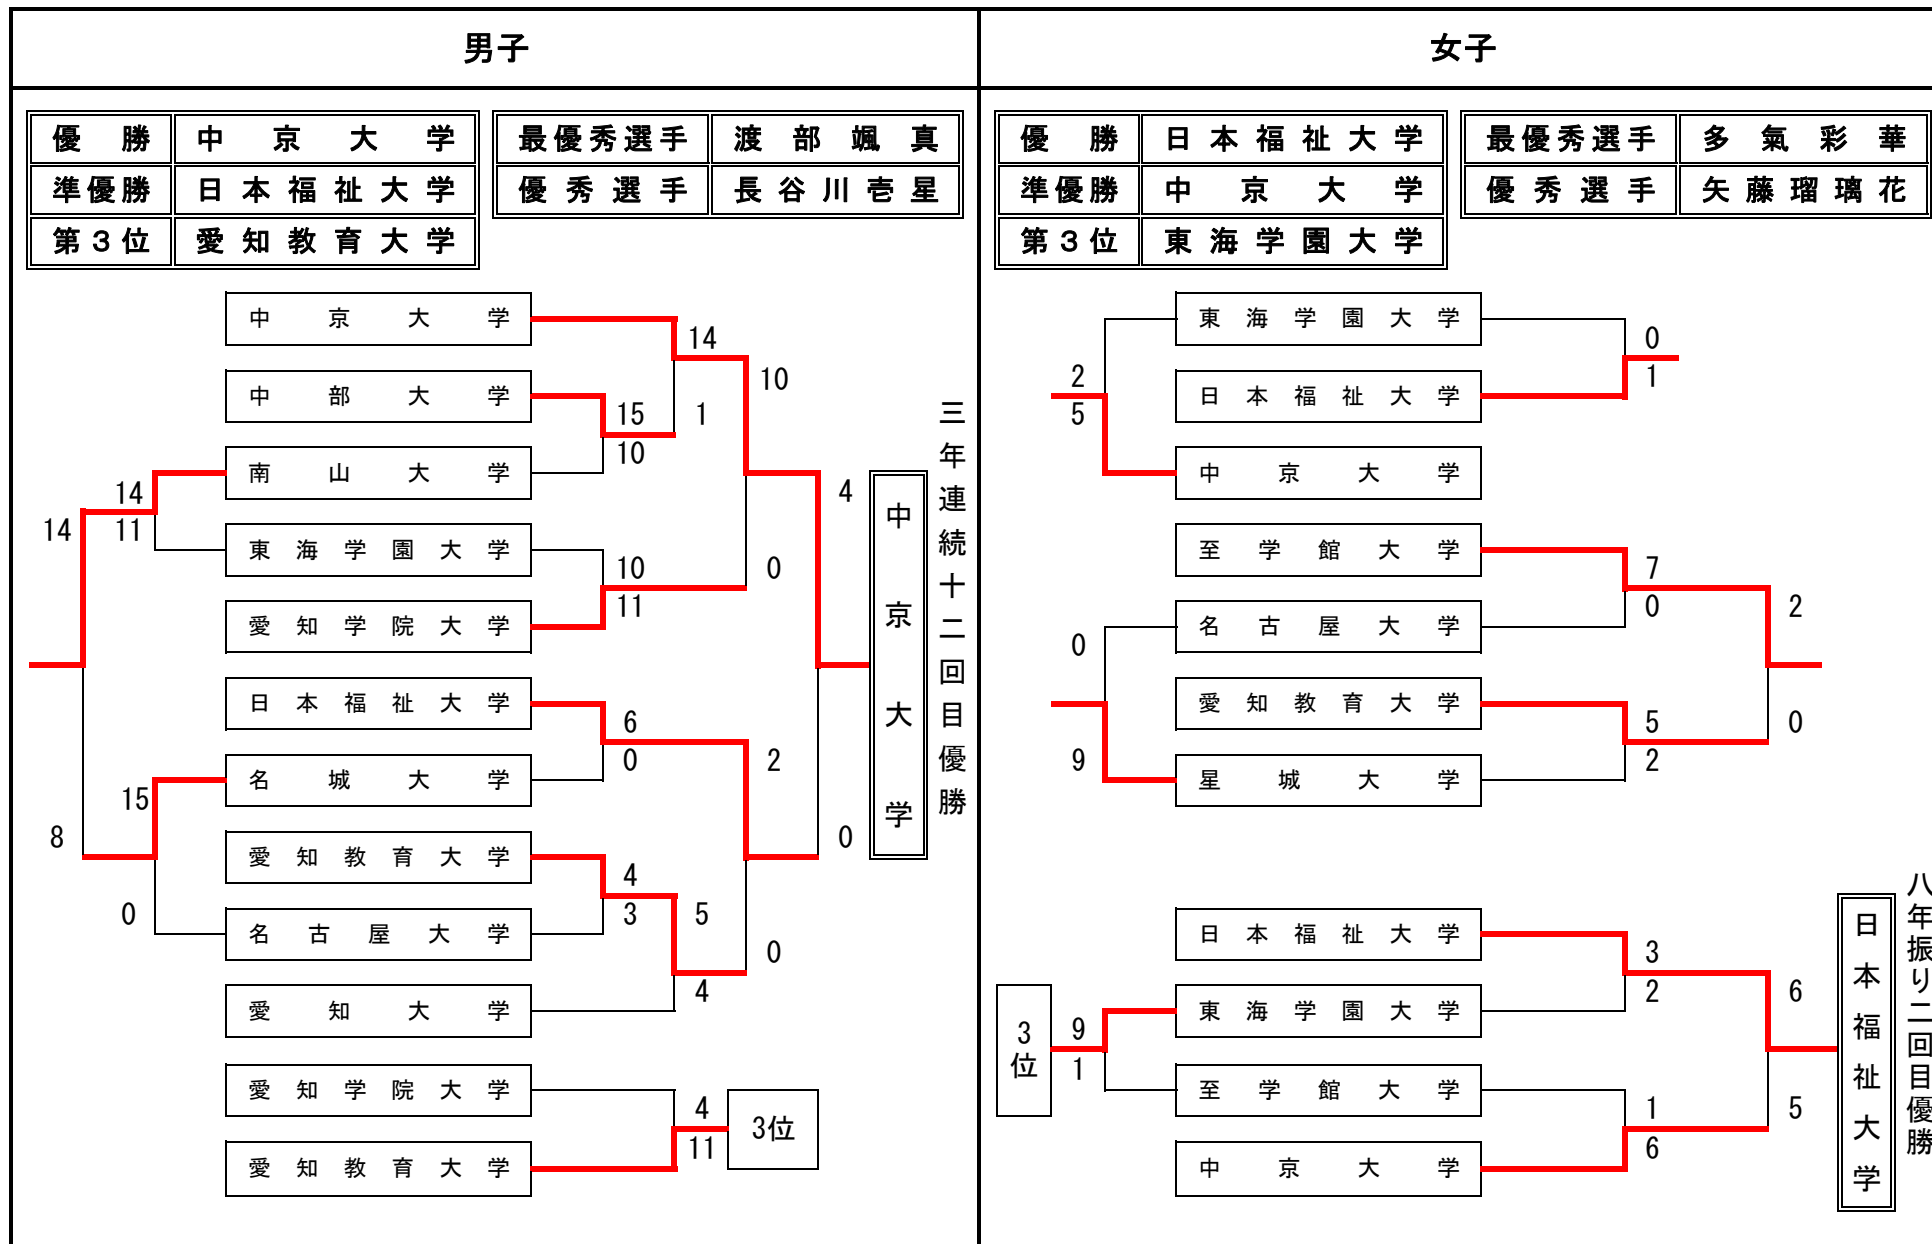 男子
優勝 中京大学
準優勝 日本福祉大学
第３位 愛知教育大学
最優秀選手 渡部颯真
優秀選手 長谷川壱星
中京大学
中部大学
南山大学
東海学園大学
愛知学院大学
日本福祉大学
名城大学
愛知教育大学
名古屋大学
愛知大学
愛知学院大学
愛知教育大学
14
11
14
15
0
8
14
1
15
10
10
11
10
0
6
0
4
3
5
4
2
0
4
0
4
11
3位
中京大学
三年連続十二回目優勝
女子
優勝 日本福祉大学
準優勝 中京大学
第３位 東海学園大学
最優秀選手 多氣彩華
優秀選手 矢藤瑠璃花
東海学園大学
日本福祉大学
中京大学
0
1
2
5
至学館大学
名古屋大学
愛知教育大学
星城大学
7
0
5
2
2
0
0
9
日本福祉大学
東海学園大学
至学館大学
中京大学
3
2
1
6
6
5
9
1
3位
日本福祉大学
八年振り二回目優勝